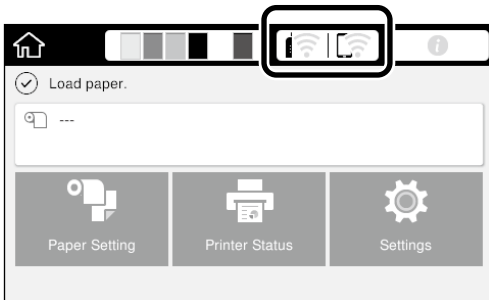 Load paper.
---
Paper Setting
Printer Status
Settings